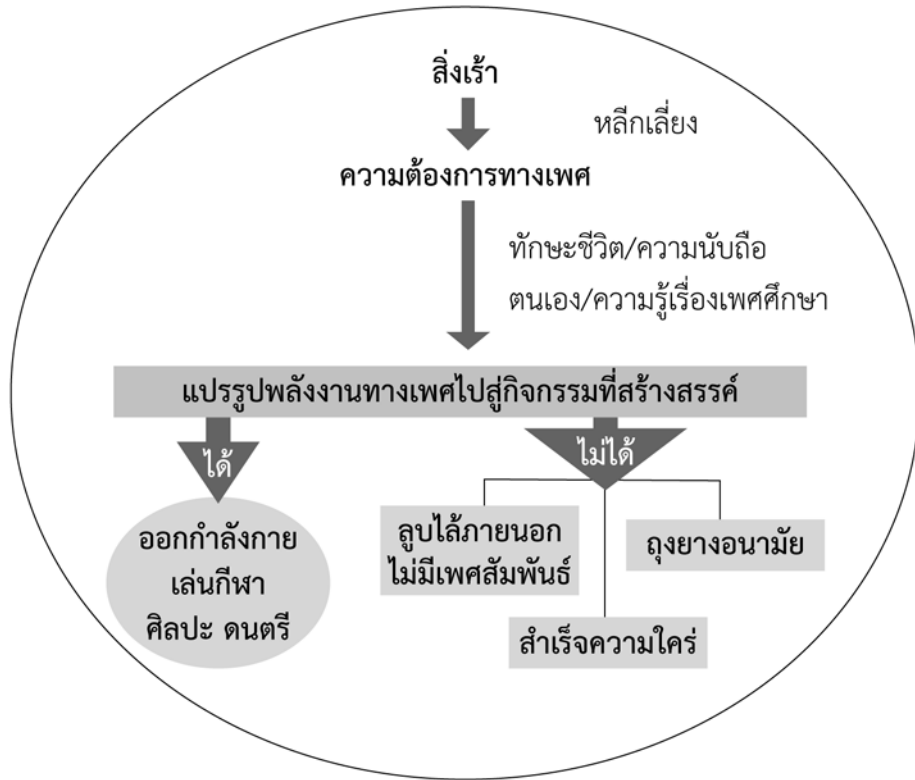 สิ่งเร้า
หลีกเลี่ยง
ความต้องการทางเพศ
ทักษะชีวิต/ความนับถือ
ตนเอง/ความรู้เรื่องเพศศึกษา
แปรรูปพลังงานทางเพศไปสู่กิจกรรมที่สร้างสรรค์
ได้
ไม่ได้
ออกกำลังกาย
เล่นกีฬา
ศิลปะ ดนตรี
ลูบไล้ภายนอก
ไม่มีเพศสัมพันธ์
ถุงยางอนามัย
สำเร็จความใคร่